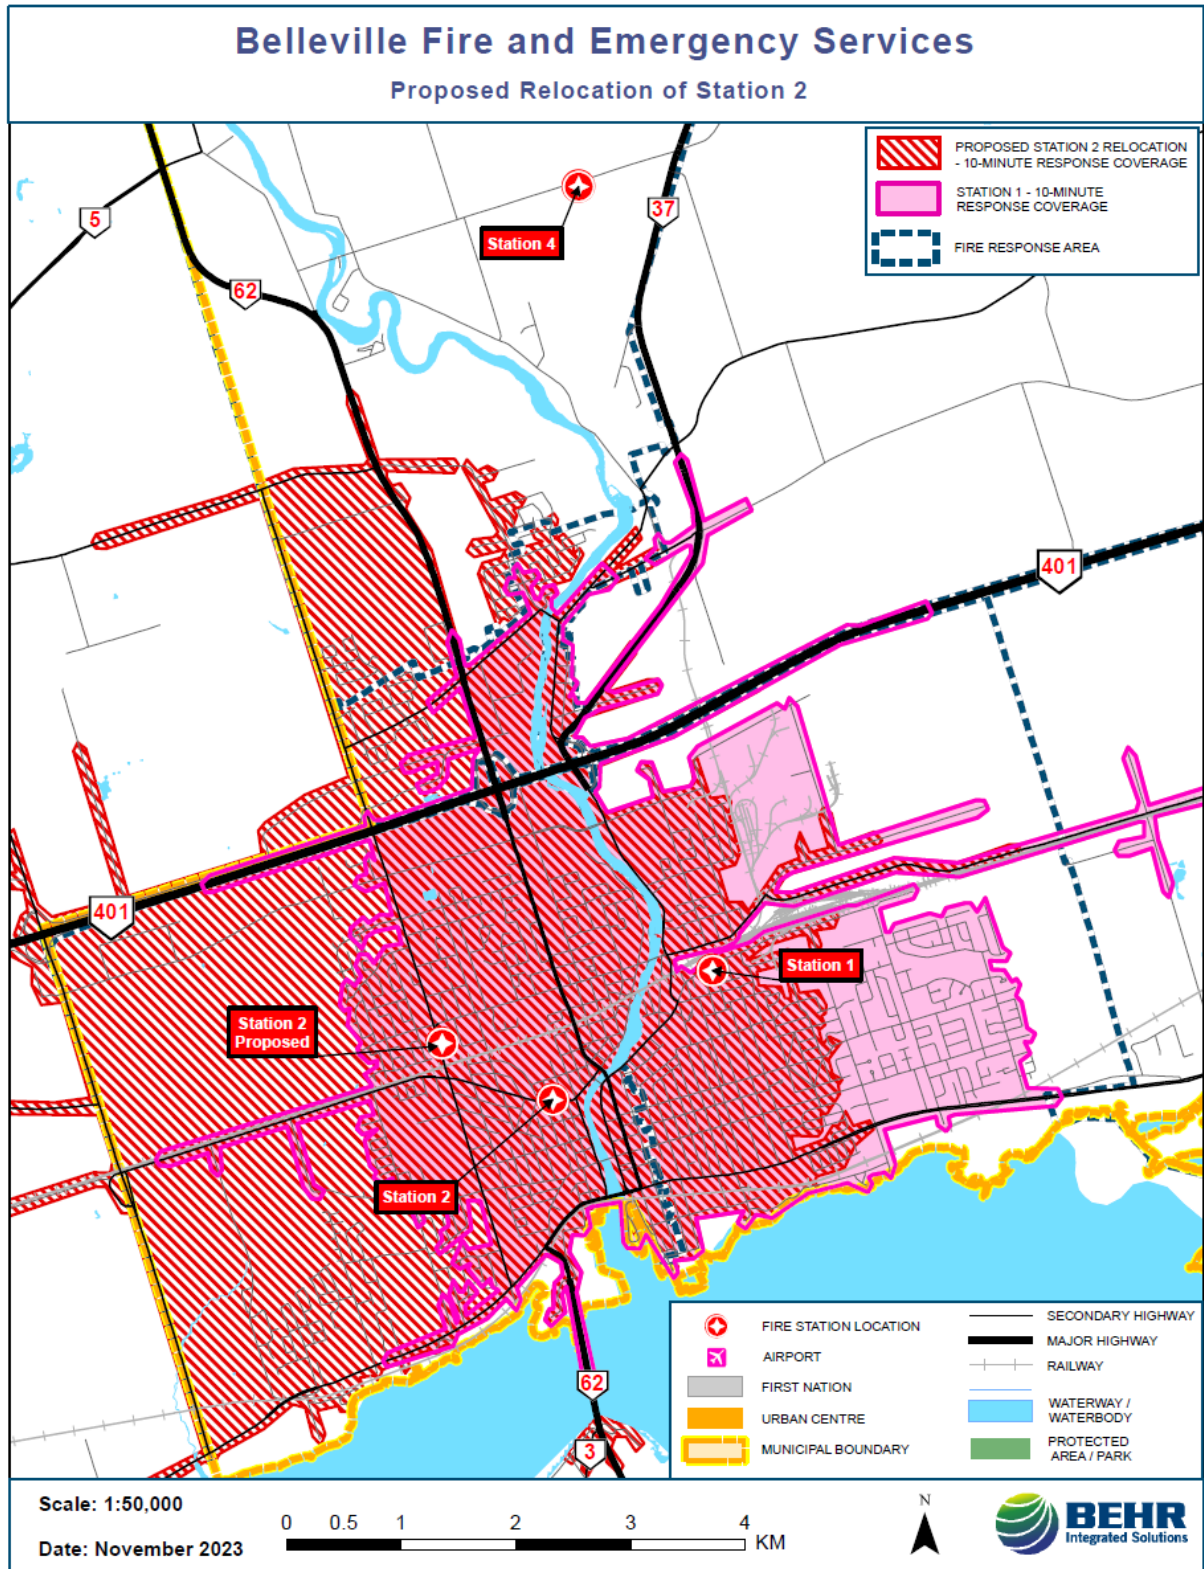 Belleville Fire and Emergency Services
Proposed Relocation of Station 2
PROPOSED STATION 2 RELOCATION
- 10-MINUTE RESPONSE COVERAGE
STATION 1 - 10-MINUTE
RESPONSE COVERAGE
FIRE RESPONSE AREA
5
37
Station 4
62
401
401
Station 1
Station 2
Proposed
Station 2
62
3
FIRE STATION LOCATION
AIRPORT
FIRST NATION
URBAN CENTRE
MUNICIPAL BOUNDARY
SECONDARY HIGHWAY
MAJOR HIGHWAY
RAILWAY
WATERWAY /
WATERBODY
PROTECTED
AREA / PARK
Scale: 1:50,000
Date: November 2023
0 0.5 1 2 3 4
KM
N
BEHR
Integrated Solutions